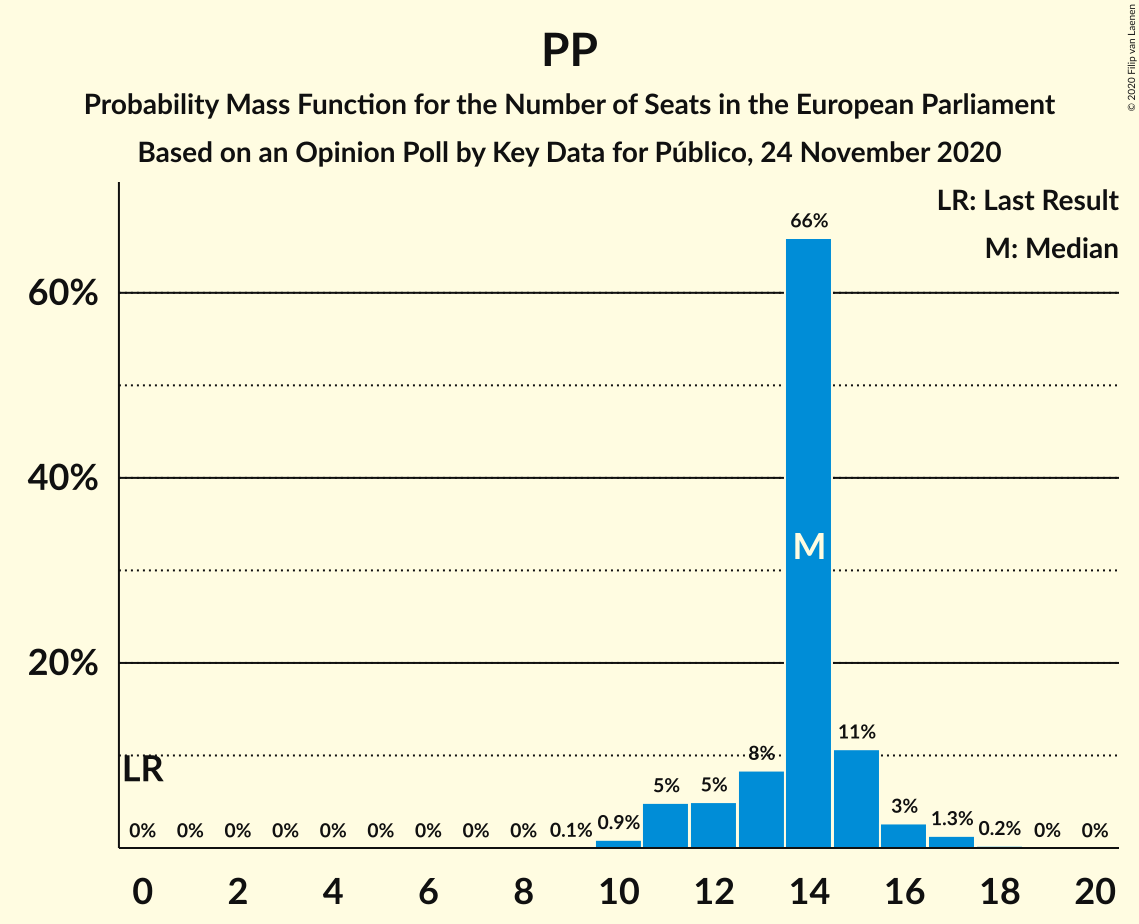 PP
Probability Mass Function for the Number of Seats in the European Parliament
Based on an Opinion Poll by Key Data for Público, 24 November 2020
© 2020 Filip van Laenen
LR: Last Result
M: Median
66%
60%
M
40%
20%
11%
8%
LR
5% 5%
3%
0% 0% 0% 0% 0% 0% 0% 0% 0% 0.1% 0.9% 1.3% 0.2% 0% 0%
0 2 4 6 8 10 12 14 16 18 20